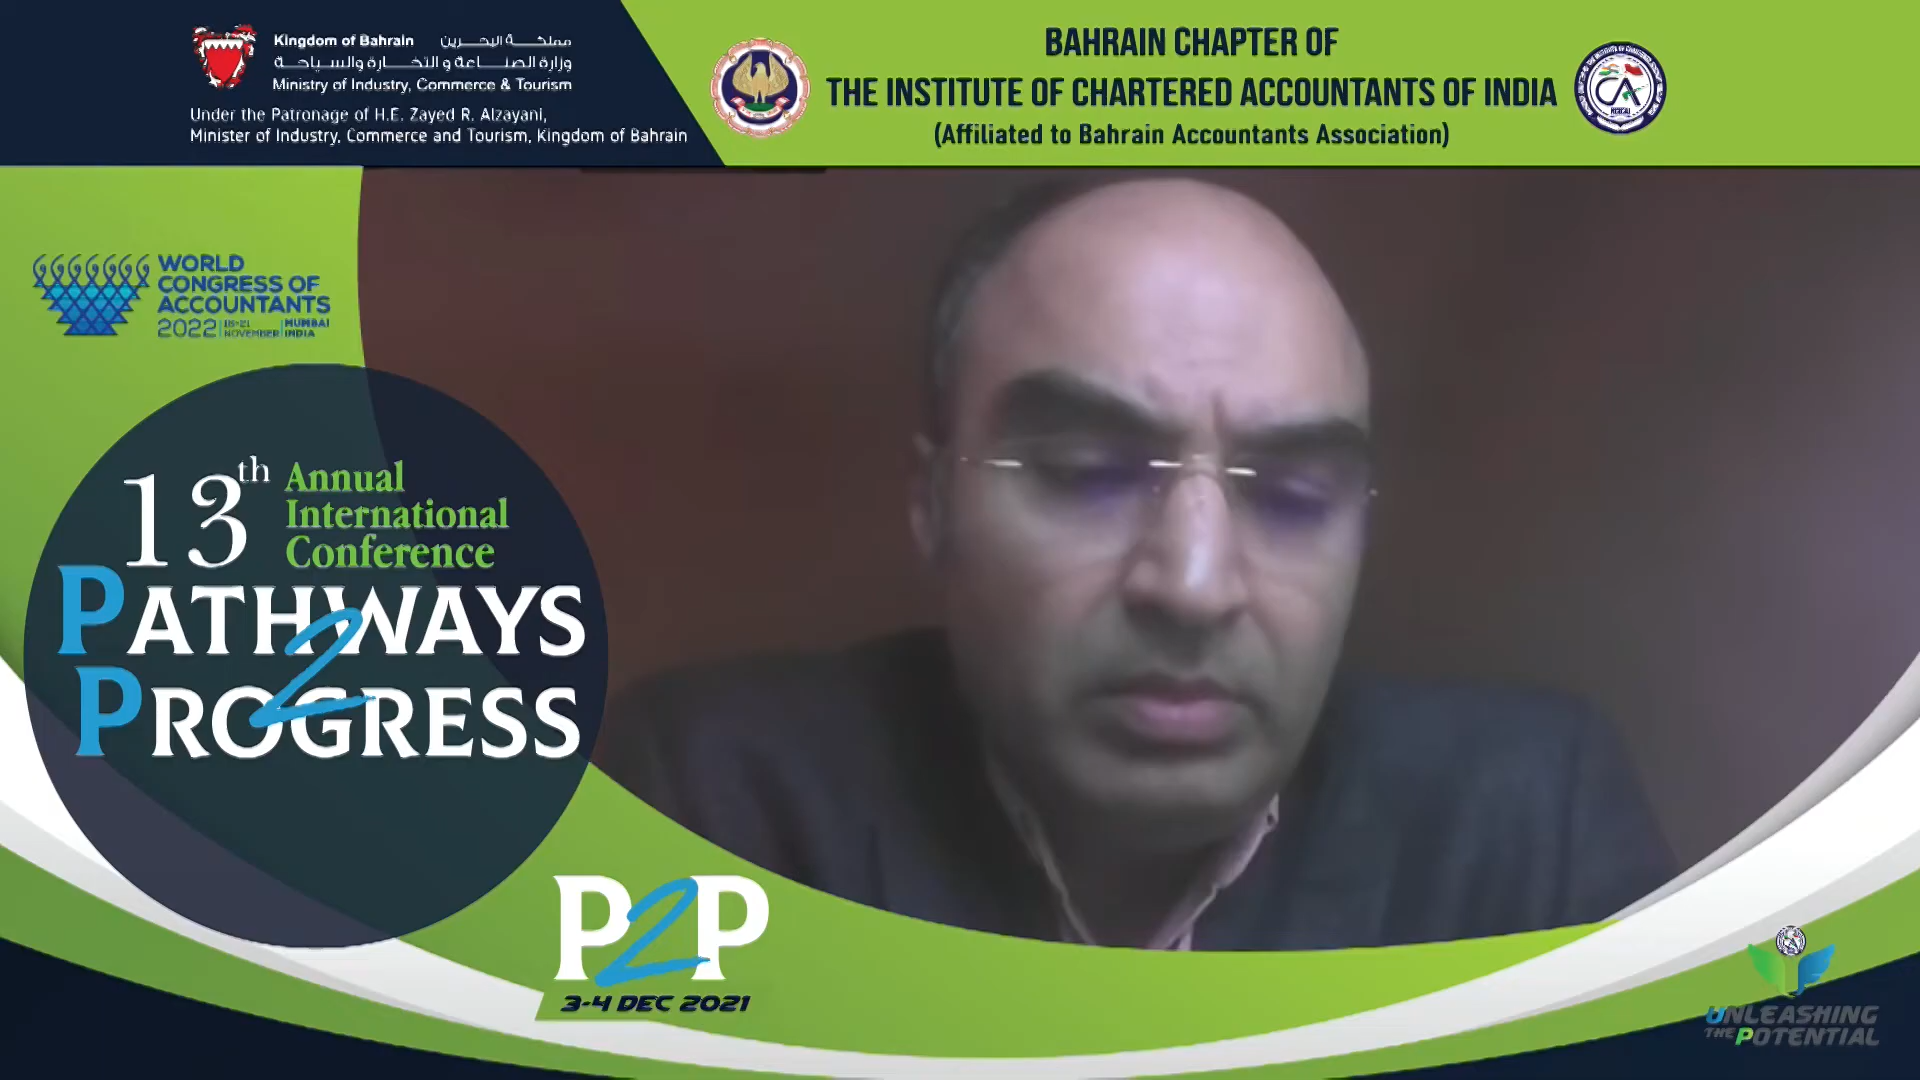 Kingdom of Bahrain
مملكة البحرين
وزارة الصناعة و التجارة والسياحة
Ministry of Industry, Commerce & Tourism
Under the Patronage of H.E. Zayed R. Alzayani,
Minister of Industry, Commerce and Tourism, Kingdom of Bahrain
BAHRAIN CHAPTER OF
THE INSTITUTE OF CHARTERED ACCOUNTANTS OF INDIA
(Affiliated to Bahrain Accountants Association)
CA
WORLD
CONGRESS OF
ACCOUNTANTS
2022
NOVEMBER
MUMBAI
INDIA
13th Annual
International
Conference
PATHWAYS
2
PROGRESS
P2P
3-4 DEC 2021
UNLEASHING
THE POTENTIAL